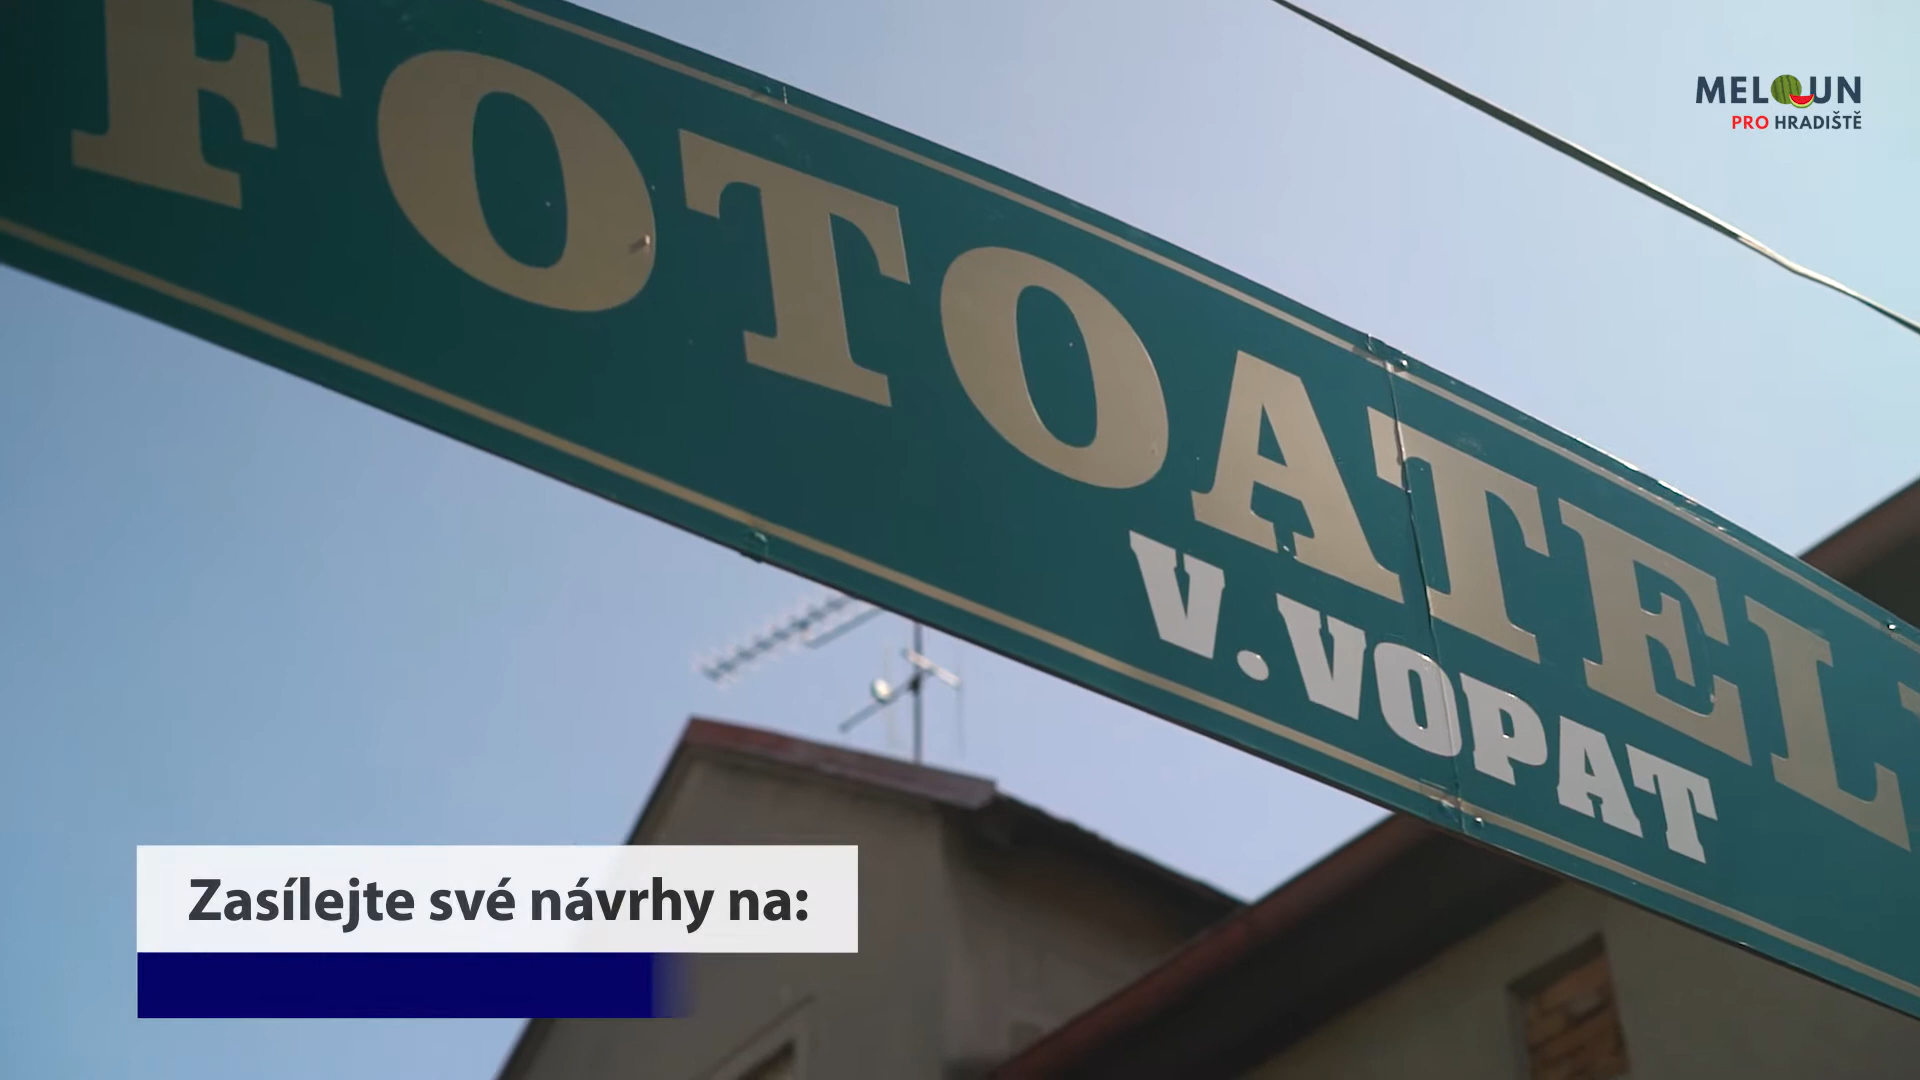 MELOUN
PRO HRADIŠTĚ
FOTOATEL
V.VOPAT
Zasílejte své návrhy na: